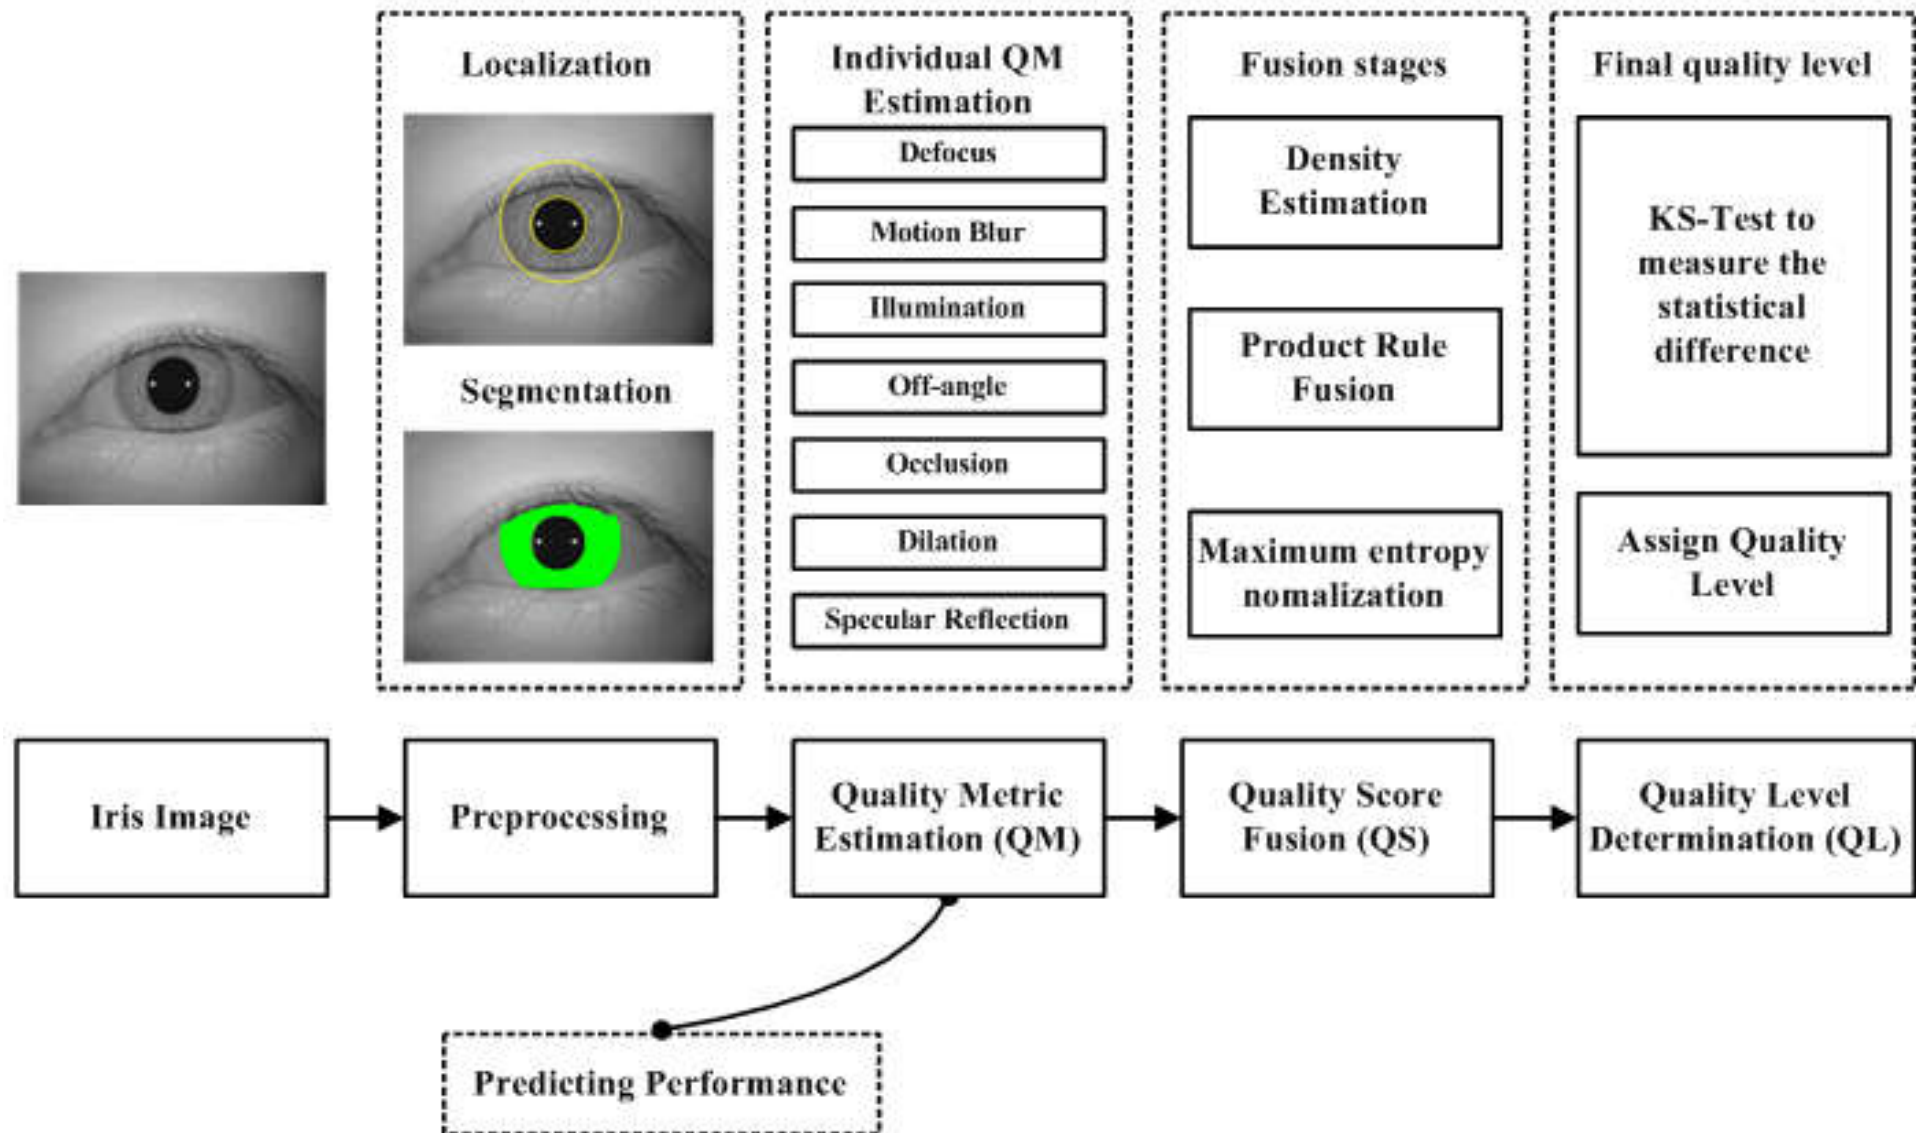 Localization
Segmentation
Individual QM
Estimation
Defocus
Motion Blur
Illumination
Off-angle
Occlusion
Dilation
Specular Reflection
Fusion stages
Density
Estimation
Product Rule
Fusion
Maximum entropy
nomalization
Final quality level
KS-Test to
measure the
statistical
difference
Assign Quality
Level
Iris Image
Preprocessing
Quality Metric
Estimation (QM)
Quality Score
Fusion (QS)
Quality Level
Determination (QL)
Predicting Performance